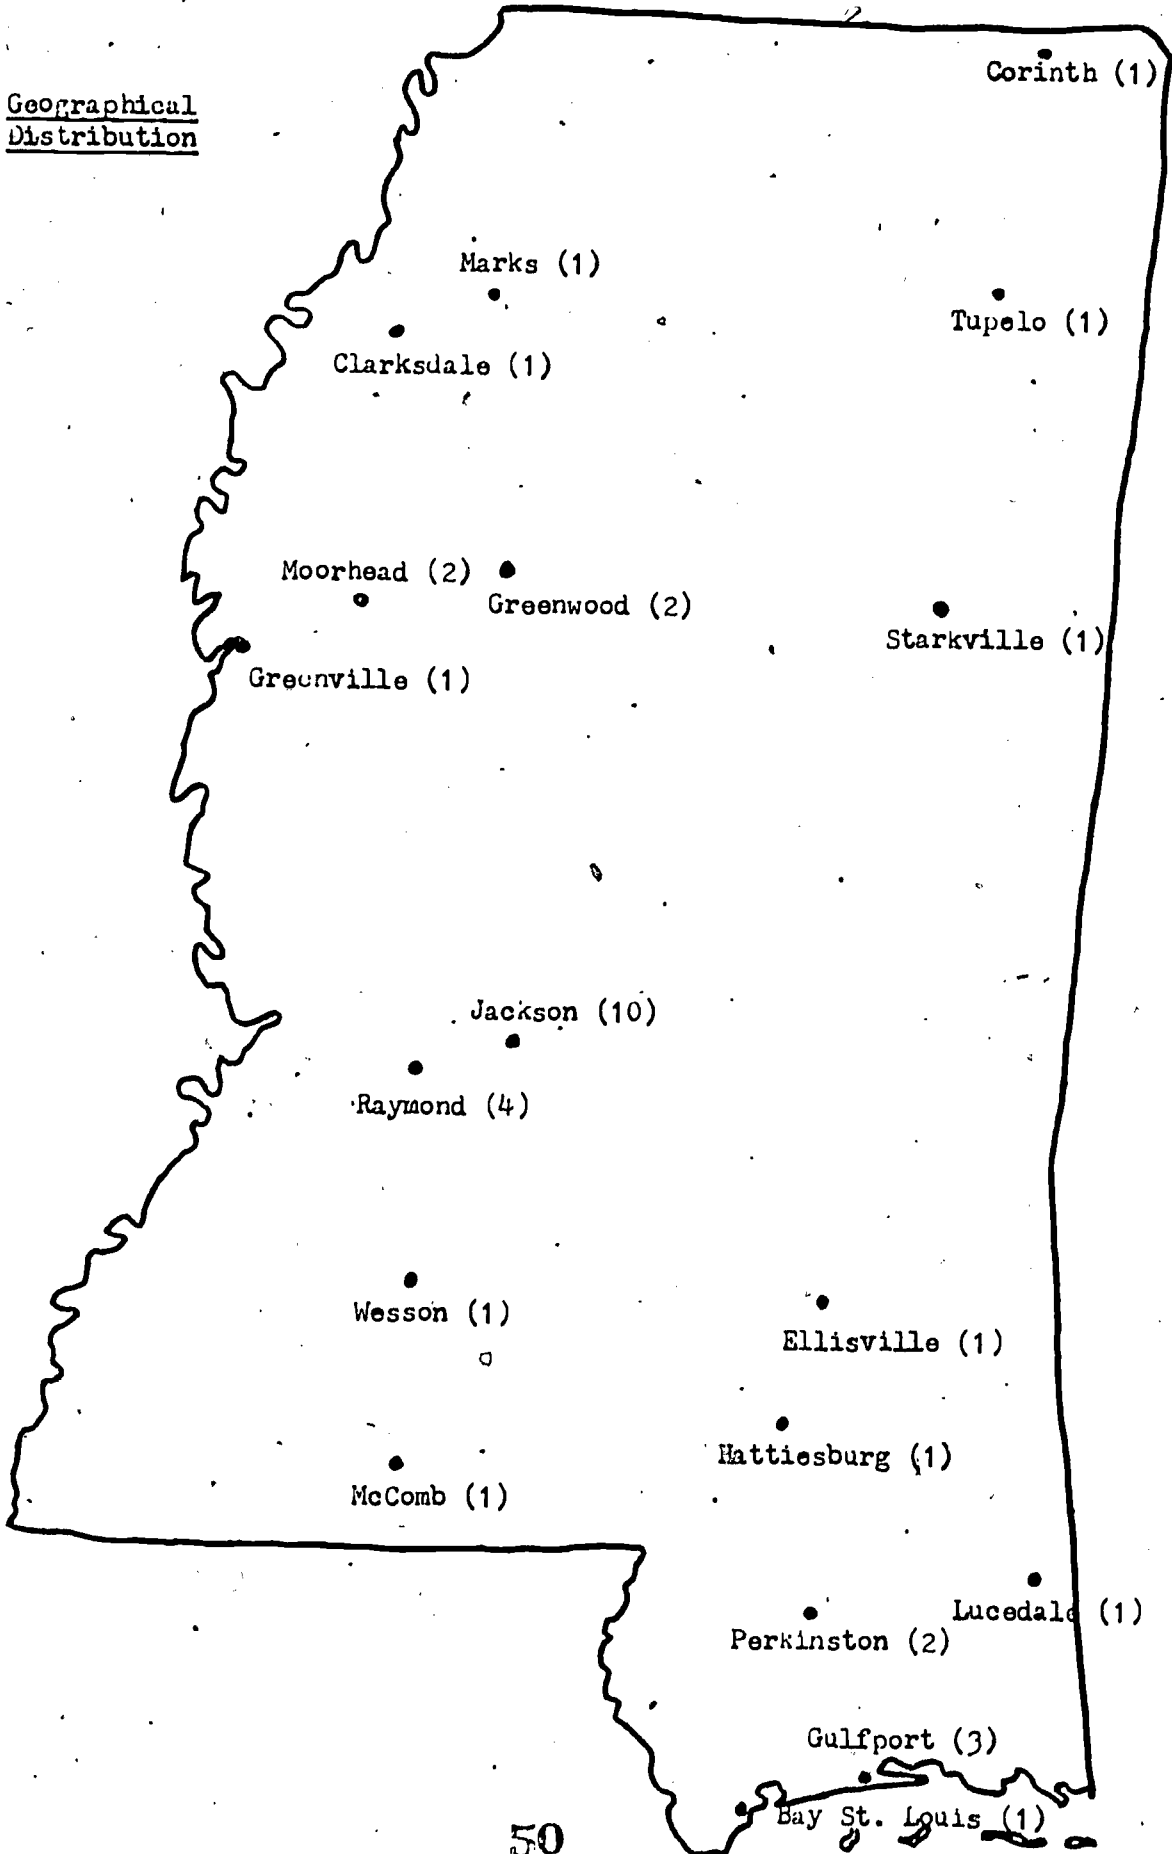 Geographical
Distribution
Corinth (1)
Marks (1)
Tupelo (1)
Clarksdale (1)
Moorhead (2)
Greenwood (2)
Starkville (1)
Greenville (1)
Jackson (10)
Raymond (4)
Wesson (1)
Ellisville (1)
Hattiesburg (1)
McComb (1)
Lucedale (1)
Perkinston (2)
Gulfport (3)
Bay St. Louis (1)
50